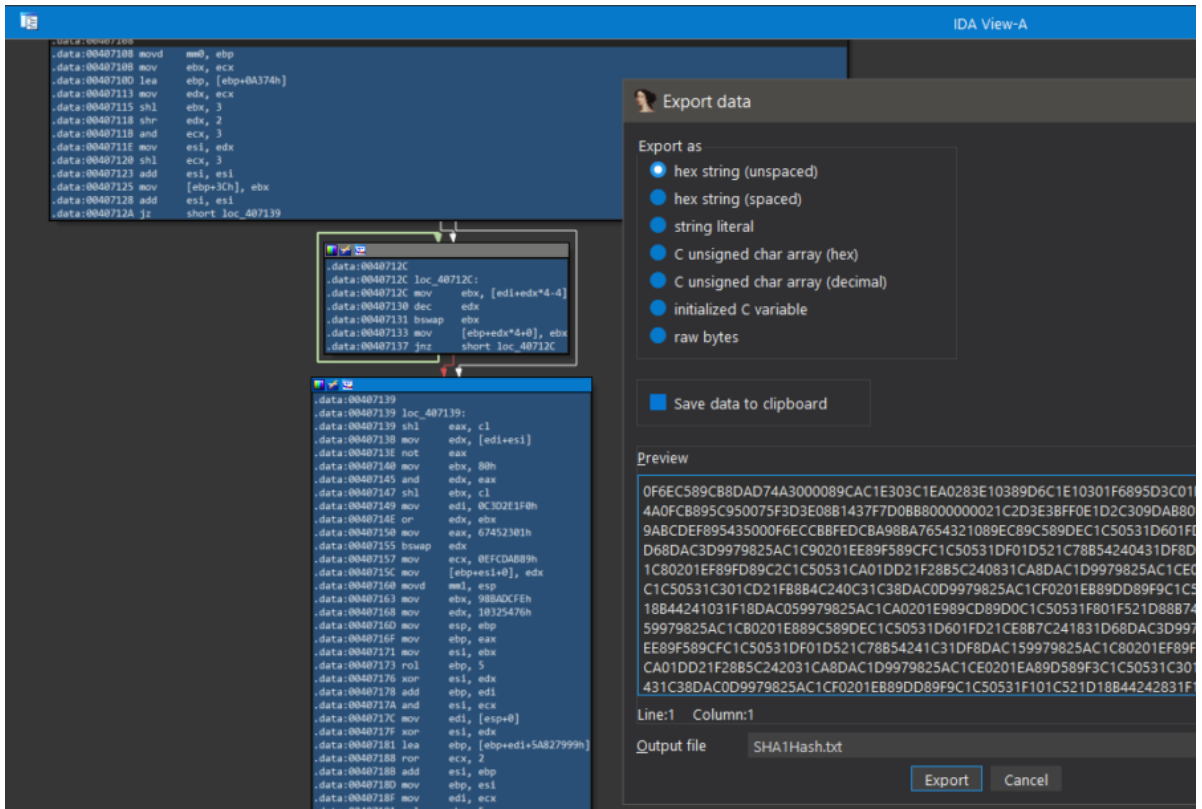 IDA View-A
.data:00407108
.data:00407108 movd mm0, ebp
.data:0040710B mov ebx, ecx
.data:0040710D lea ebp, [ebp+0A374h]
.data:00407113 mov edx, ecx
.data:00407115 shl ebx, 3
.data:00407118 shr edx, 2
.data:0040711B and ecx, 3
.data:0040711E mov esi, edx
.data:00407120 shl ecx, 3
.data:00407123 add esi, esi
.data:00407125 mov [ebp+3Ch], ebx
.data:00407128 add esi, esi
.data:0040712A jz short loc_407139
.data:0040712C
.data:0040712C loc_40712C:
.data:0040712C mov ebx, [edi+edx*4-4]
.data:00407130 dec edx
.data:00407131 bswap ebx
.data:00407133 mov [ebp+edx*4+0], ebx
.data:00407137 jnz short loc_40712C
.data:00407139
.data:00407139 loc_407139:
.data:00407139 shl eax, cl
.data:0040713B mov edx, [edi+esi]
.data:0040713E not eax
.data:00407140 mov ebx, 80h
.data:00407145 and edx, eax
.data:00407147 shl ebx, cl
.data:00407149 mov edi, 0C3D2E1F0h
.data:0040714E or edx, ebx
.data:00407150 mov eax, 67452301h
.data:00407155 bswap edx
.data:00407157 mov ecx, 0EFCDAB89h
.data:0040715C mov [ebp+esi+0], edx
.data:00407160 movd mm1, esp
.data:00407163 mov ebx, 98BADCFEh
.data:00407168 mov edx, 10325476h
.data:0040716D mov esp, ebp
.data:0040716F mov ebp, eax
.data:00407171 mov esi, ebx
.data:00407173 rol ebp, 5
.data:00407176 xor esi, edx
.data:00407178 add ebp, edi
.data:0040717A and esi, ecx
.data:0040717C mov edi, [esp+0]
.data:0040717F xor esi, edx
.data:00407181 lea ebp, [ebp+edi+5A827999h]
.data:00407188 ror ecx, 2
.data:0040718B add esi, ebp
.data:0040718D mov ebp, esi
.data:0040718F mov edi, ecx
Export data
Export as
hex string (unspaced)
hex string (spaced)
string literal
C unsigned char array (hex)
C unsigned char array (decimal)
initialized C variable
raw bytes
Save data to clipboard
Preview
0F6EC589CB8DAD74A3000089CAC1E303C1EA0283E10389D6C1E10301F6895D3C01
4A0FCB895C950075F3D3E08B1437F7D0BB8000000021C2D3E3BFF0E1D2C309DAB80
9ABCDEF895435000F6ECCBBFEDCBA98BA7654321089EC89C589DEC1C50531D601FD
D68DAC3D9979825AC1C90201EE89F589CFC1C50531DF01D521C78B54240431DF8D
1C80201EF89FD89C2C1C50531CA01DD21F28B5C240831CA8DAC1D9979825AC1CE0
C1C50531C301CD21FB8B4C240C31C38DAC0D9979825AC1CF0201EB89DD89F9C1C5
18B44241031F18DAC059979825AC1CA0201E989CD89D0C1C50531F801F521D88B74
59979825AC1CB0201E889C589DEC1C50531D601FD21CE8B7C241831D68DAC3D997
EE89F589CFC1C50531DF01D521C78B54241C31DF8DAC159979825AC1C80201EF89F
CA01DD21F28B5C242031CA8DAC1D9979825AC1CE0201EA89D589F3C1C50531C301
431C38DAC0D9979825AC1CF0201EB89DD89F9C1C50531F101C521D18B44242831F1
Line:1 Column:1
Output file
SHA1Hash.txt
Export
Cancel